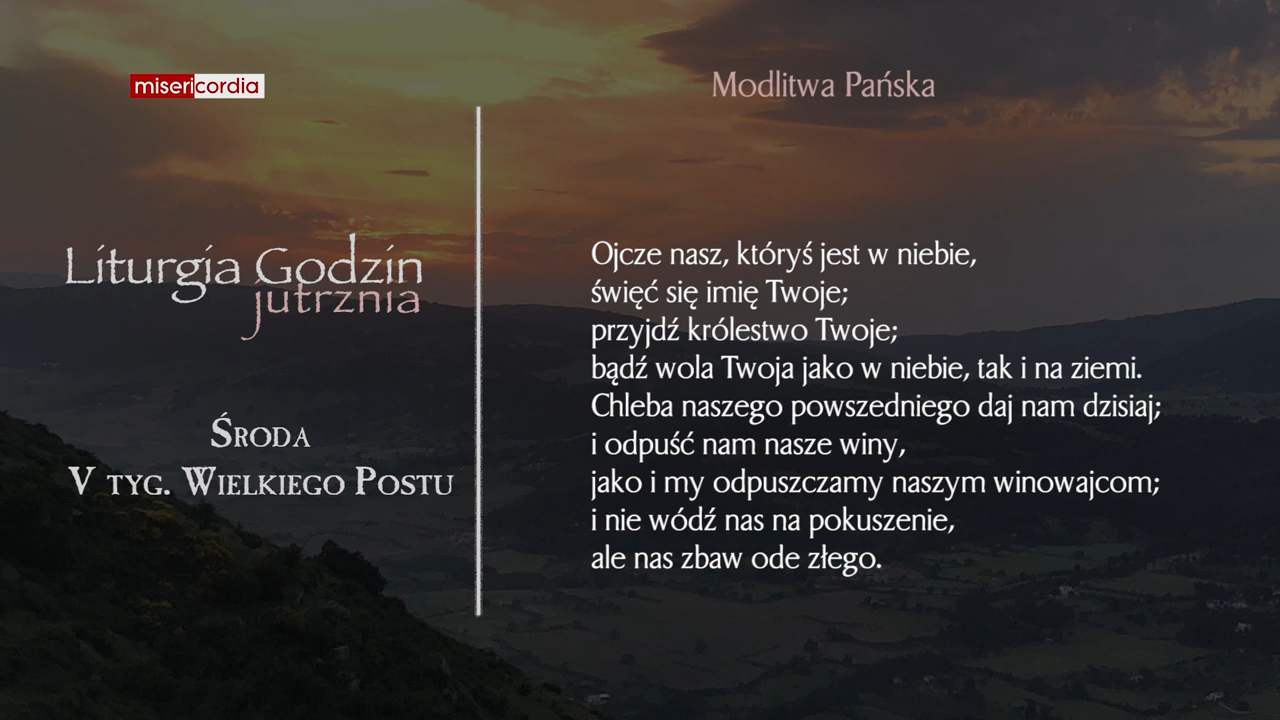 misericordia
Liturgia Godzin
jutrznia
Środa
V tyg. Wielkiego Postu
Modlitwa Pańska
Ojcze nasz, któryś jest w niebie,
święć się imię Twoje;
przyjdź królestwo Twoje;
bądź wola Twoja jako w niebie, tak i na ziemi.
Chleba naszego powszedniego daj nam dzisiaj;
i odpuść nam nasze winy,
jako i my odpuszczamy naszym winowajcom;
i nie wódź nas na pokuszenie,
ale nas zbaw ode złego.